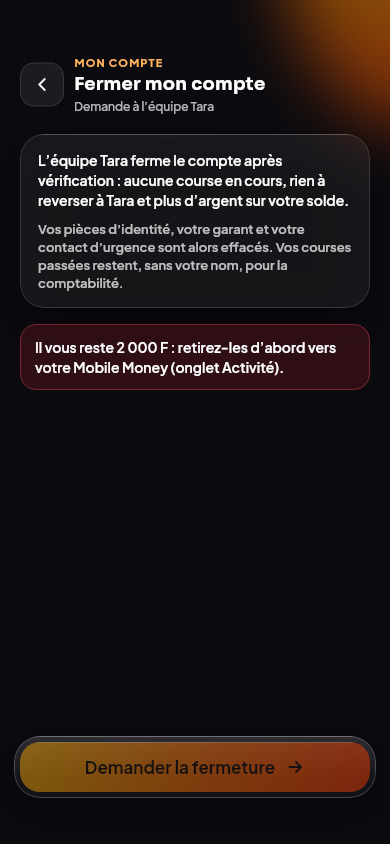 MON COMPTE
Fermer mon compte
Demande à l’équipe Tara
L’équipe Tara ferme le compte après
vérification : aucune course en cours, rien à
reverser à Tara et plus d’argent sur votre solde.
Vos pièces d’identité, votre garant et votre
contact d’urgence sont alors effacés. Vos courses
passées restent, sans votre nom, pour la
comptabilité.
Il vous reste 2 000 F : retirez-les d’abord vers
votre Mobile Money (onglet Activité).
Demander la fermeture →